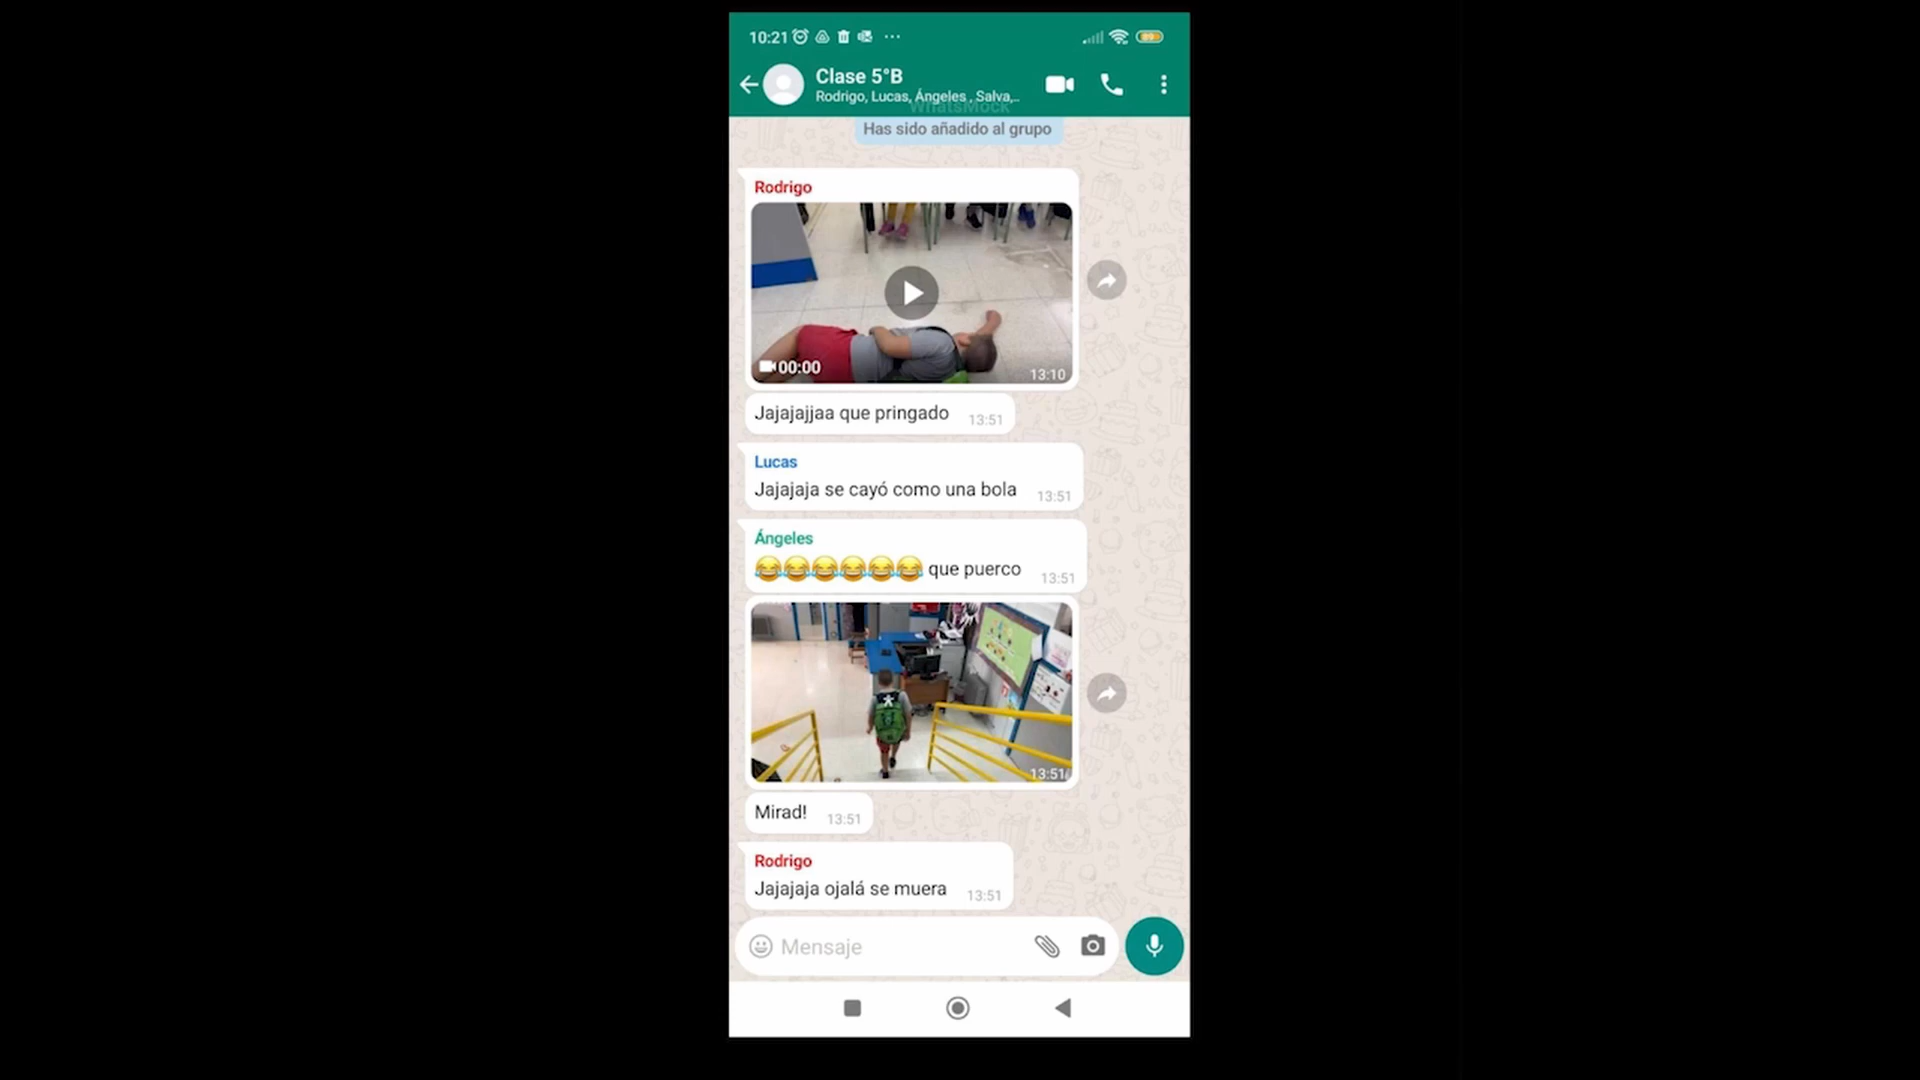 10:21
89
Clase 5°B
Rodrigo, Lucas, Ángeles , Salva,..
WhatsMock
Has sido añadido al grupo
Rodrigo
00:00
13:10
Jajajajjaa que pringado 13:51
Lucas
Jajajaja se cayó como una bola 13:51
Ángeles
😂😂😂😂😂😂 que puerco 13:51
13:51
Mirad! 13:51
Rodrigo
Jajajaja ojalá se muera 13:51
Mensaje